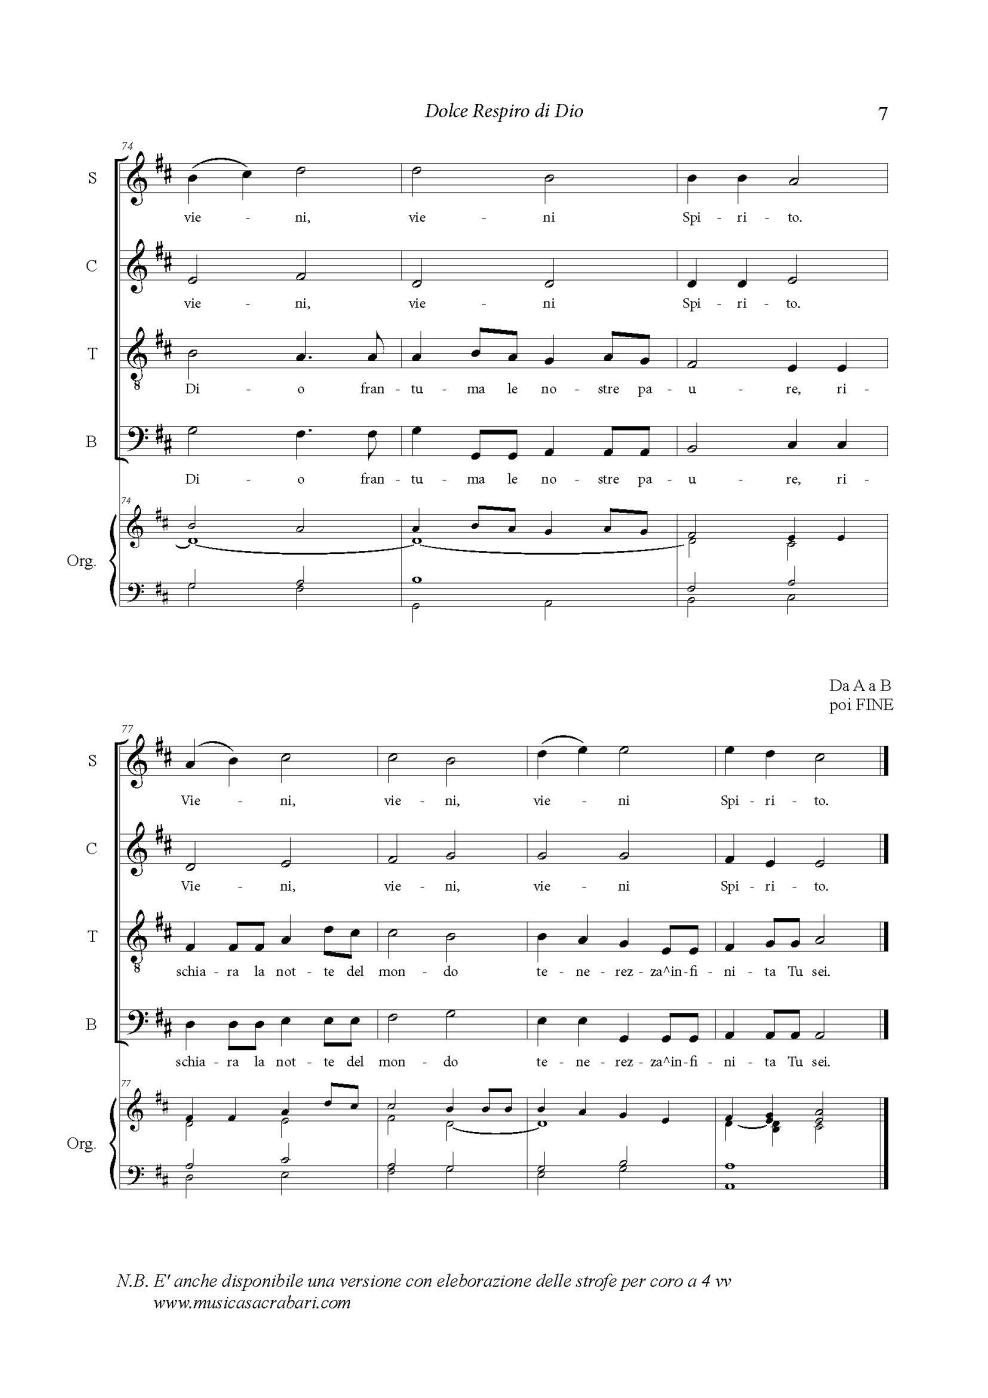 Dolce Respiro di Dio
7
74
S
vie - ni, vie - ni Spi - ri - to.
C
vie - ni, vie - ni Spi - ri - to.
T
8
Di - o fran - tu - ma le no - stre pa - u - re, ri -
B
Di - o fran - tu - ma le no - stre pa - u - re, ri -
74
Org.
Da A a B
poi FINE
77
S
Vie - ni, vie - ni, vie - ni Spi - ri - to.
C
Vie - ni, vie - ni, vie - ni Spi - ri - to.
T
8
schia - ra la not - te del mon - do te - ne - rez - za^in - fi - ni - ta Tu sei.
B
schia - ra la not - te del mon - do te - ne - rez - za^in - fi - ni - ta Tu sei.
77
Org.
N.B. E' anche disponibile una versione con eleborazione delle strofe per coro a 4 vv
www.musicasacrabari.com